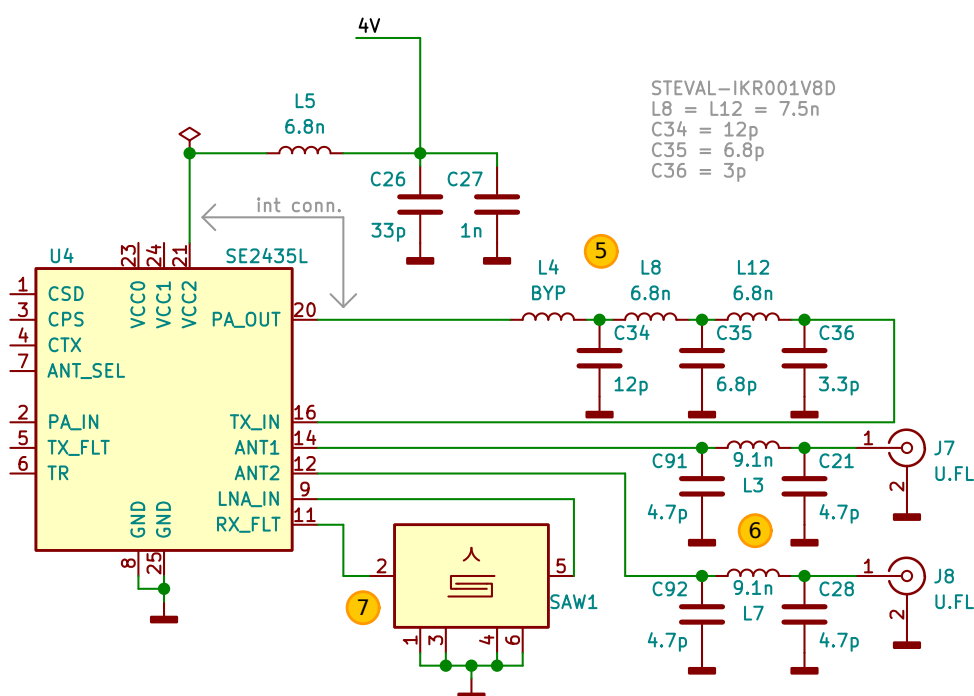 4V
STEVAL-IKR001V8D
L8 = L12 = 7.5n
C34 = 12p
C35 = 6.8p
C36 = 3p
L5
6.8n
C26
C27
33p
1n
int conn.
U4
SE2435L
23
24
21
5
L4
BYP
L8
6.8n
L12
6.8n
1
CSD
3
CPS
4
CTX
7
ANT_SEL
2
PA_IN
5
TX_FLT
6
TR
VCC0
VCC1
VCC2
PA_OUT
20
TX_IN
16
ANT1
14
ANT2
12
LNA_IN
9
RX_FLT
11
GND
GND
8
25
C34
12p
C35
6.8p
C36
3.3p
C91
4.7p
9.1n
L3
C21
4.7p
1
2
J7
U.FL
6
C92
4.7p
9.1n
L7
C28
4.7p
1
2
J8
U.FL
7
2
5
SAW1
1
3
4
6